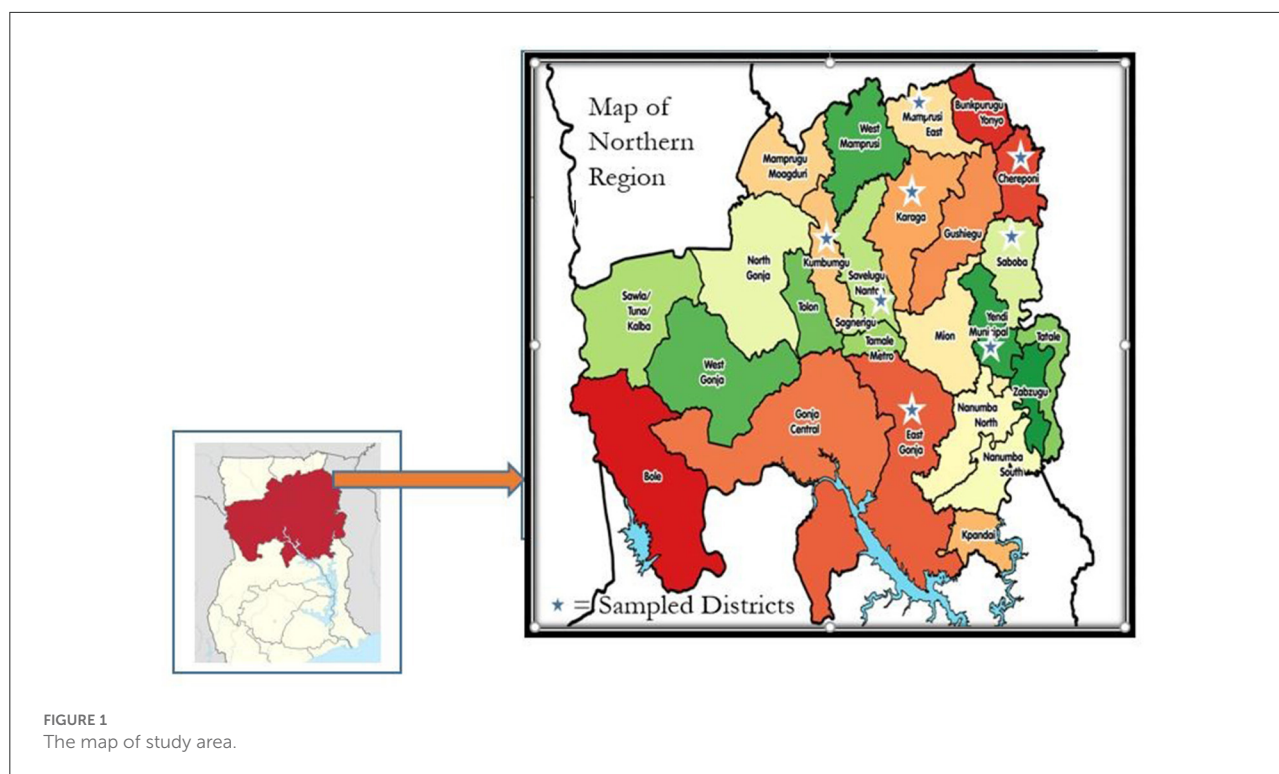 Map of
Northern
Region
Mamprusi
East
Bunkpurugu
Yonyo
West
Mamprusi
Mamprugu
Moagduri
Chereponi
Karaga
Gushiegu
Kumbumgu
Saboba
North
Gonja
Savelugu
Nanton
Sawla/
Tuna/
Kalba
Tolon
Sagnerigu
Yendi
Municipal
Mion
Tatale
Tamale
Metro
West
Gonja
Zabzugu
Nanumba
North
Gonja
Central
East
Gonja
Nanumba
South
Bole
Kpandai
= Sampled Districts
FIGURE 1
The map of study area.